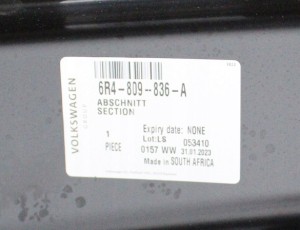 VOLKSWAGEN
6R4-809-836-A
ABSCHNITT
SECTION
Expiry date: NONE
1
Lot: LS
053410
PIECE
0157 WW
31.01.2023
Made in SOUTH AFRICA